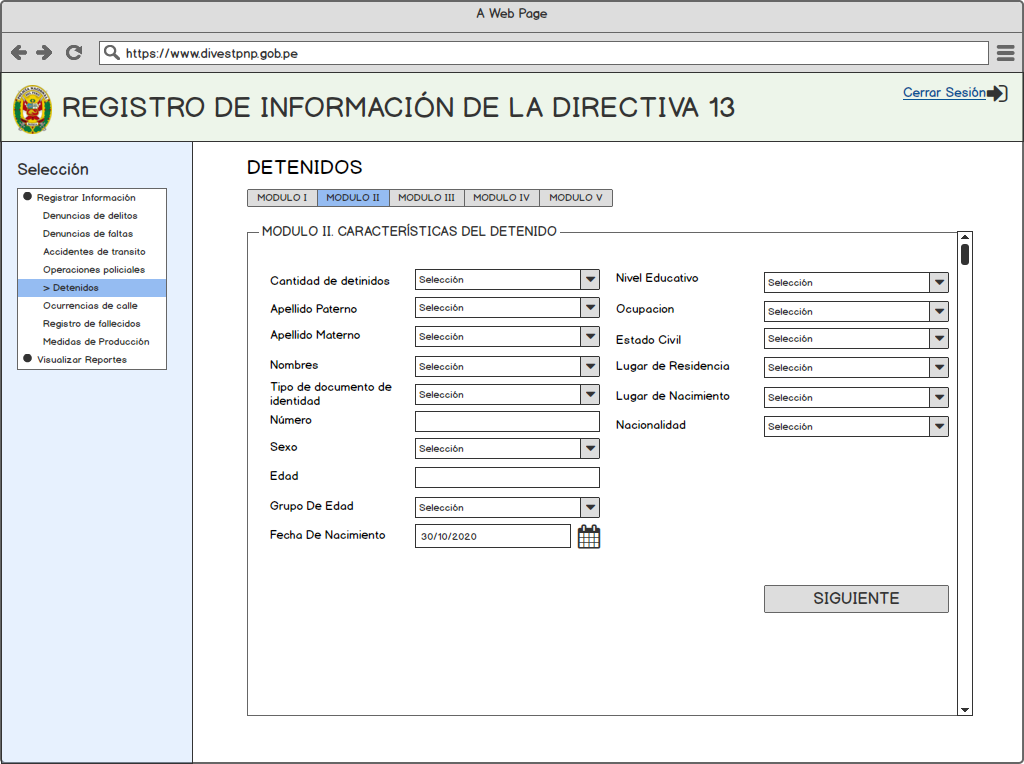 A Web Page
https://www.divestpnp.gob.pe
REGISTRO DE INFORMACIÓN DE LA DIRECTIVA 13
Cerrar Sesión
Selección
Registrar Información
Denuncias de delitos
Denuncias de faltas
Accidentes de transito
Operaciones policiales
> Detenidos
Ocurrencias de calle
Registro de fallecidos
Medidas de Producción
Visualizar Reportes
DETENIDOS
MODULO I MODULO II MODULO III MODULO IV MODULO V
MODULO II. CARACTERÍSTICAS DEL DETENIDO
Cantidad de detinidos Selección
Apellido Paterno Selección
Apellido Materno Selección
Nombres Selección
Tipo de documento de
identidad Selección
Número
Sexo Selección
Edad
Grupo De Edad Selección
Fecha De Nacimiento 30/10/2020
Nivel Educativo Selección
Ocupacion Selección
Estado Civil Selección
Lugar de Residencia Selección
Lugar de Nacimiento Selección
Nacionalidad Selección
SIGUIENTE